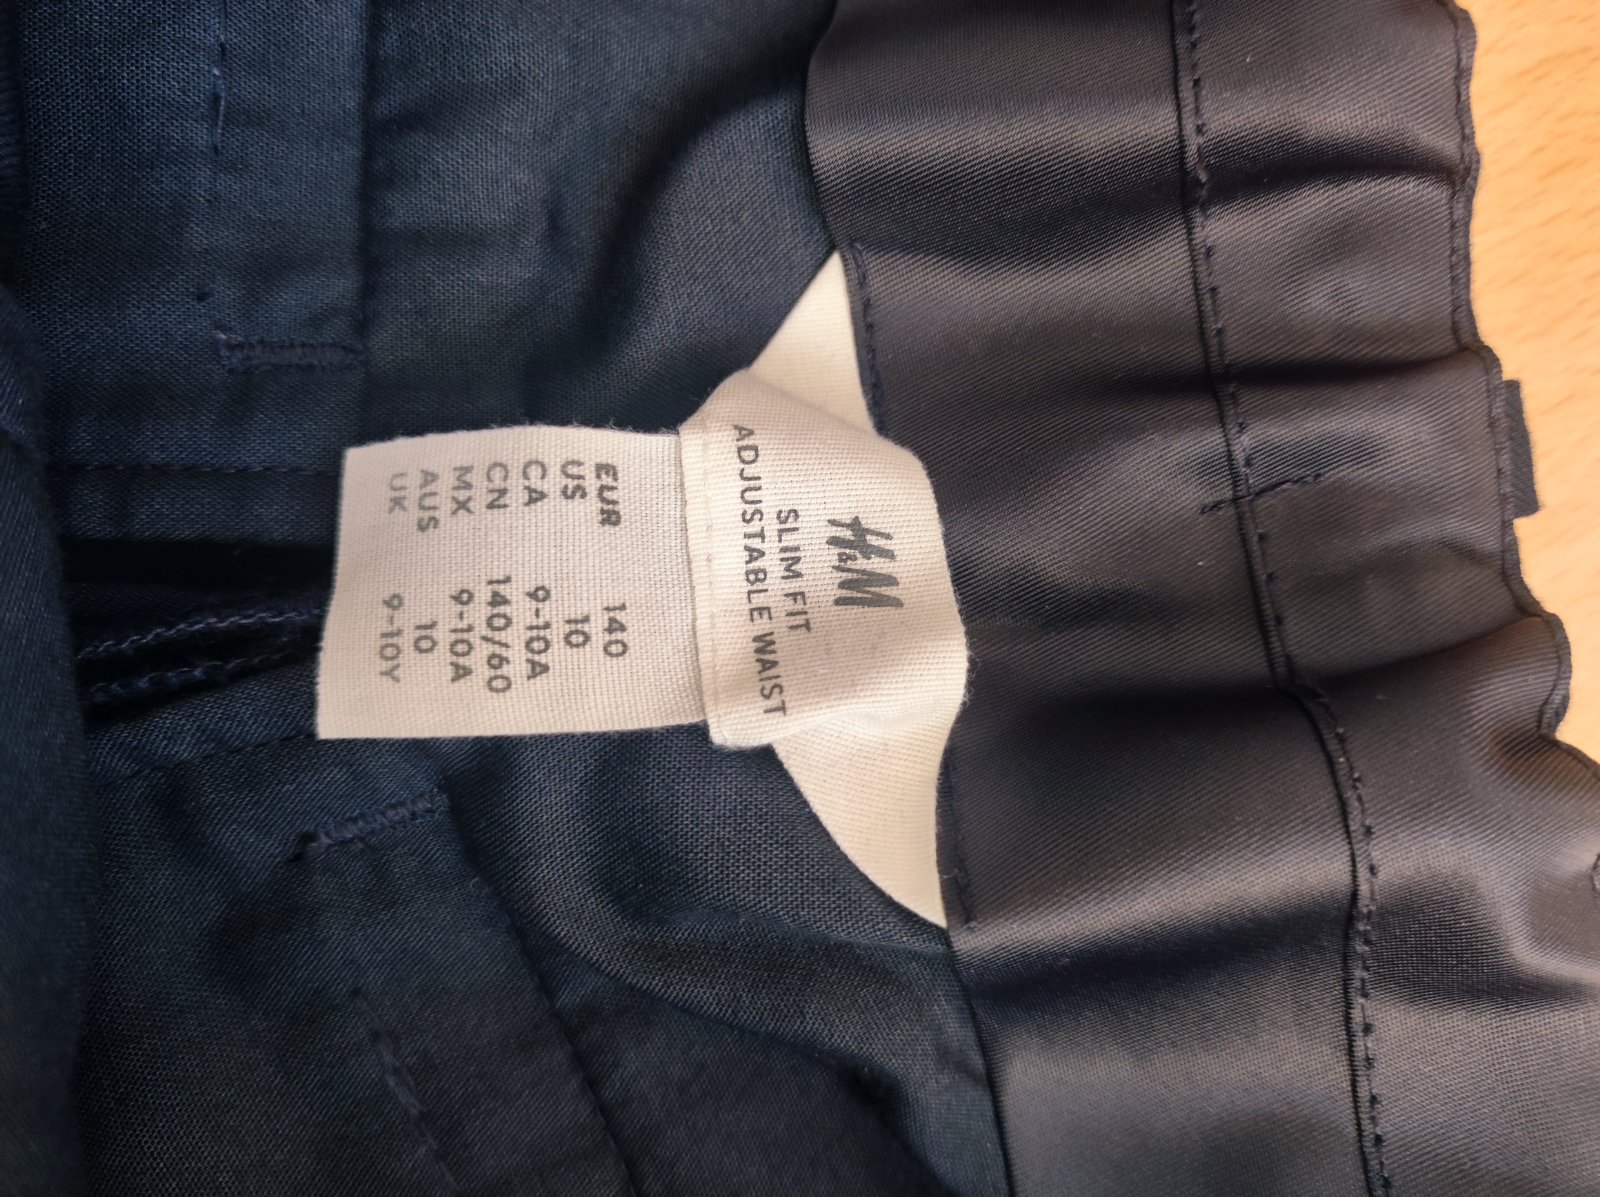 H&M
SLIM FIT
ADJUSTABLE WAIST
EUR 140
US 10
CA 9-10A
CN 140/60
MX 9-10A
AUS 10
UK 9-10Y